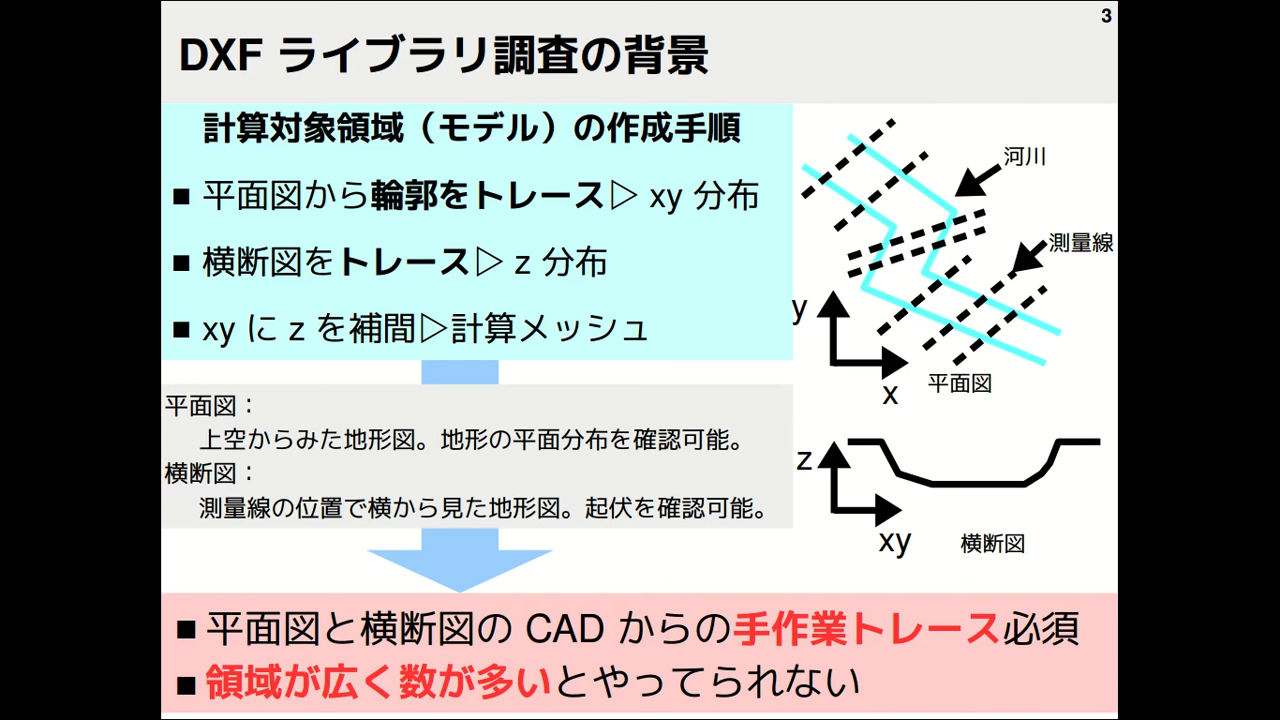 3
DXF ライブラリ調査の背景
計算対象領域（モデル）の作成手順
■ 平面図から輪郭をトレース▷ xy 分布
■ 横断図をトレース▷ z 分布
■ xy に z を補間▷計算メッシュ
平面図：
上空からみた地形図。地形の平面分布を確認可能。
横断図：
測量線の位置で横から見た地形図。起伏を確認可能。
河川
測量線
y
x
平面図
z
xy
横断図
■ 平面図と横断図の CAD からの手作業トレース必須
■ 領域が広く数が多いとやってられない